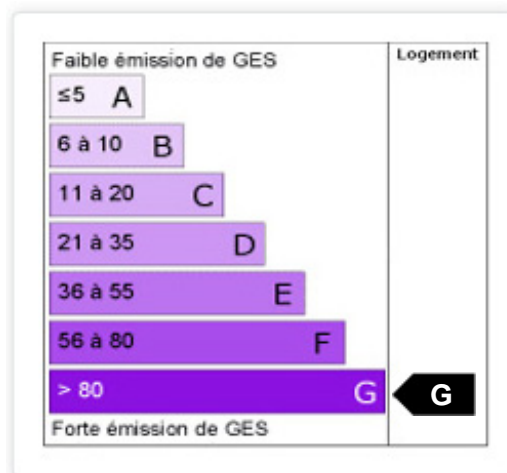 Faible émission de GES
Logement
≤5 A
6 à 10 B
11 à 20 C
21 à 35 D
36 à 55 E
56 à 80 F
> 80 G G
Forte émission de GES